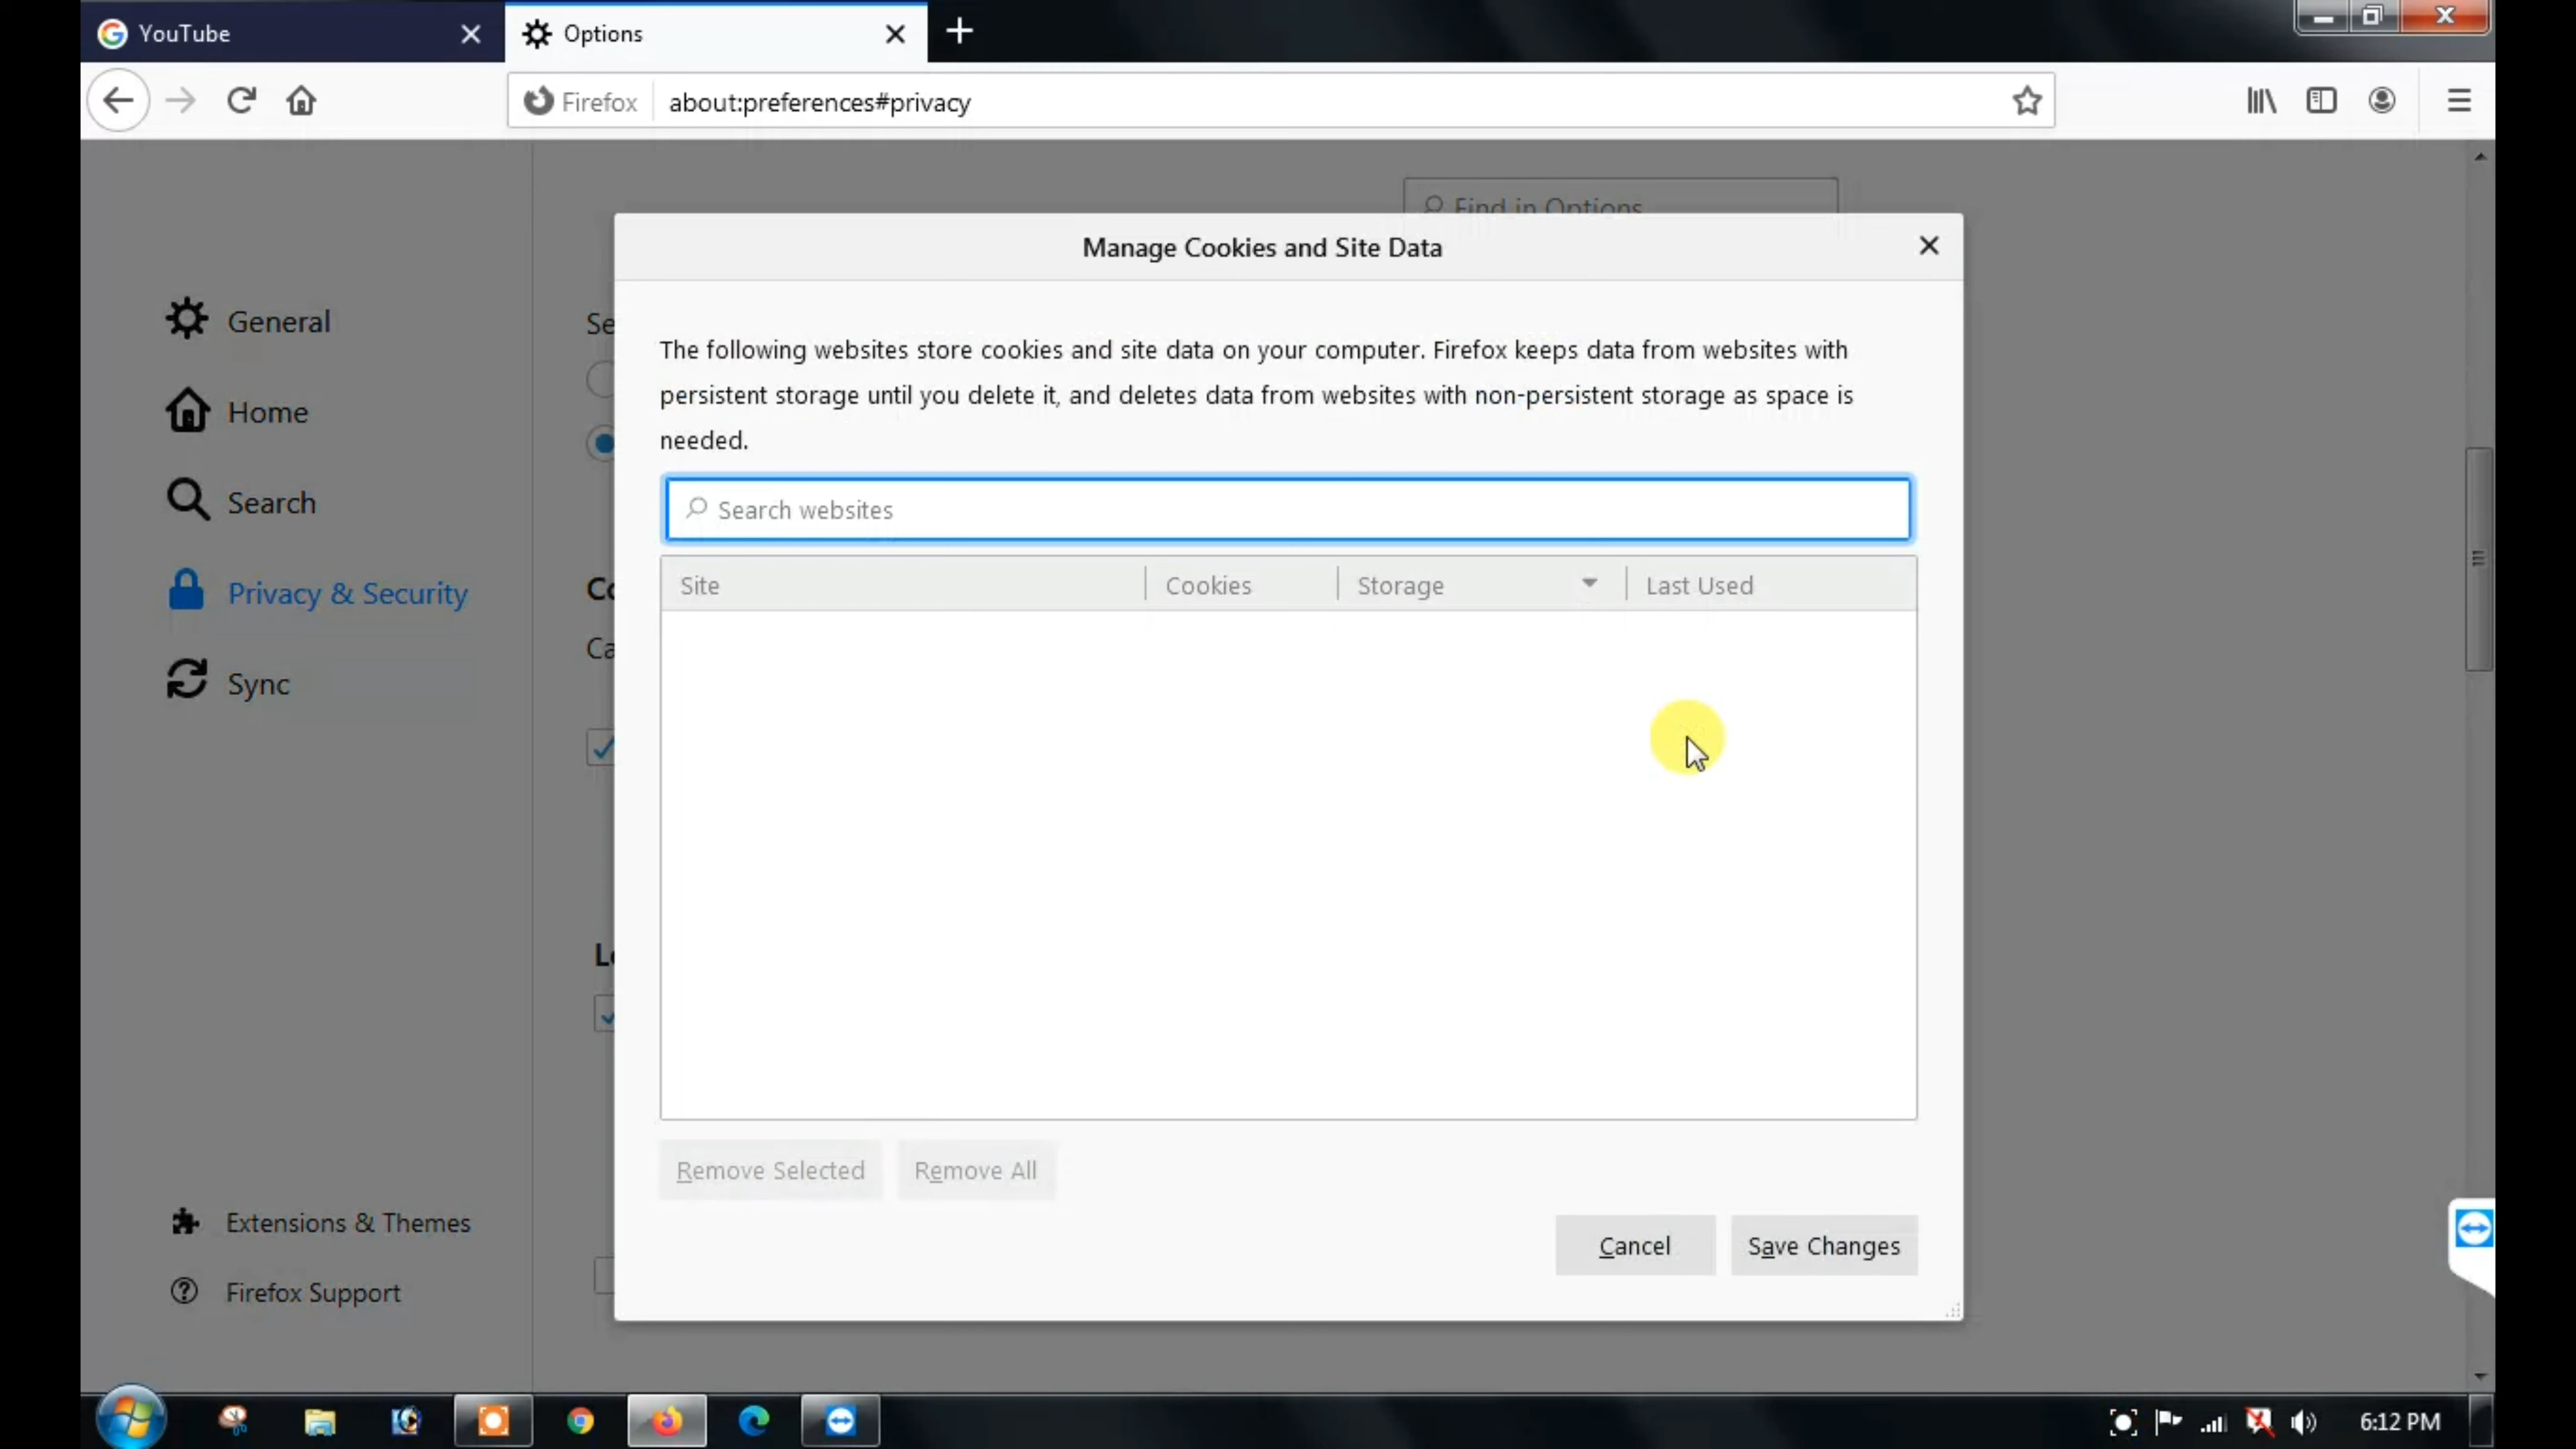 YouTube
Options
Firefox
about:preferences#privacy
Find in Options
Manage Cookies and Site Data
General
Home
Search
Privacy & Security
Sync
Se
Co
Ca
The following websites store cookies and site data on your computer. Firefox keeps data from websites with
persistent storage until you delete it, and deletes data from websites with non-persistent storage as space is
needed.
Search websites
Site Cookies Storage Last Used
Remove Selected Remove All
Cancel Save Changes
Extensions & Themes
Firefox Support
6:12 PM